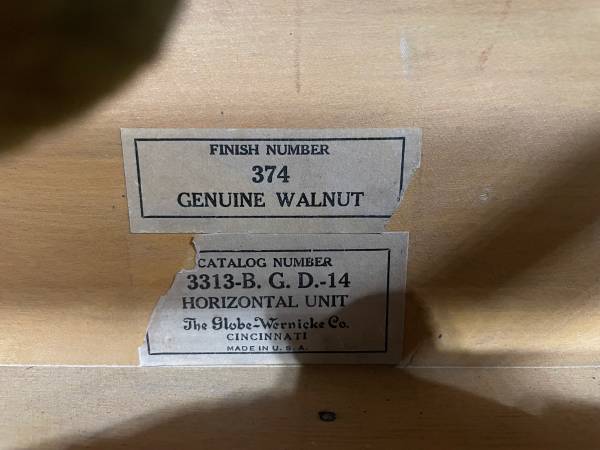 FINISH NUMBER
374
GENUINE WALNUT
CATALOG NUMBER
3313-B. G. D.-14
HORIZONTAL UNIT
The Globe-Wernicke Co.
CINCINNATI
MADE IN U. S. A.